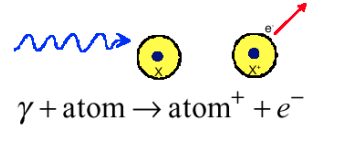 e⁻
X X⁺
γ + atom → atom⁺ + e⁻